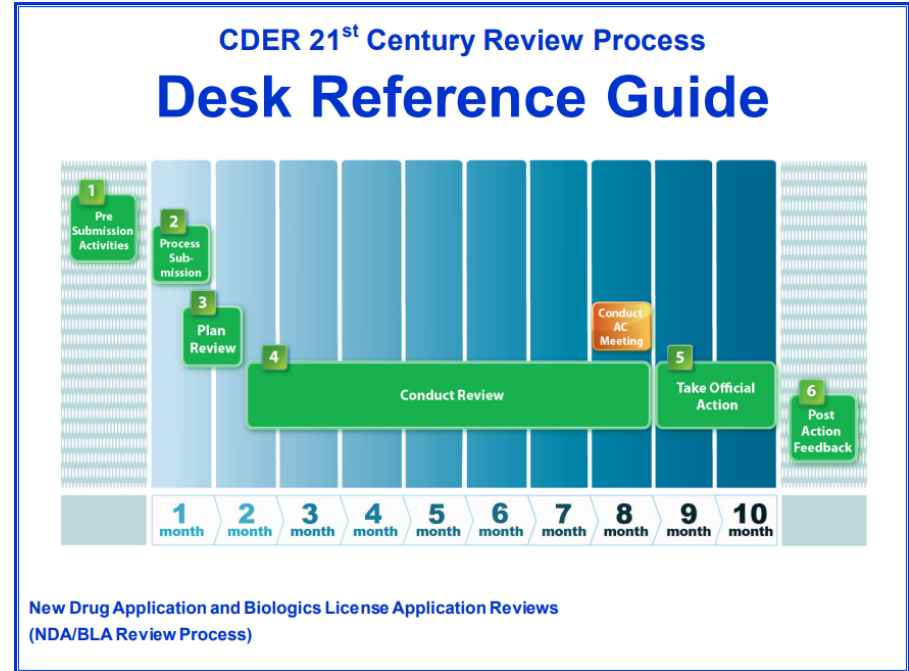 CDER 21st Century Review Process
Desk Reference Guide
1
Pre
Submission
Activities
2
Process
Sub-
mission
3
Plan
Review
4
Conduct Review
Conduct
AC
Meeting
5
Take Official
Action
6
Post
Action
Feedback
1
month
2
month
3
month
4
month
5
month
6
month
7
month
8
month
9
month
10
month
New Drug Application and Biologics License Application Reviews
(NDA/BLA Review Process)